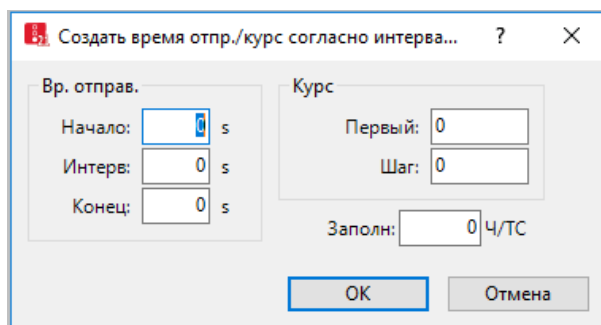 Создать время отпр./курс согласно интерва... ?
Вр. отправ.
Начало: 0 s
Интерв: 0 s
Конец: 0 s
Курс
Первый: 0
Шаг: 0
Заполн: 0 Ч/ТС
OK Отмена